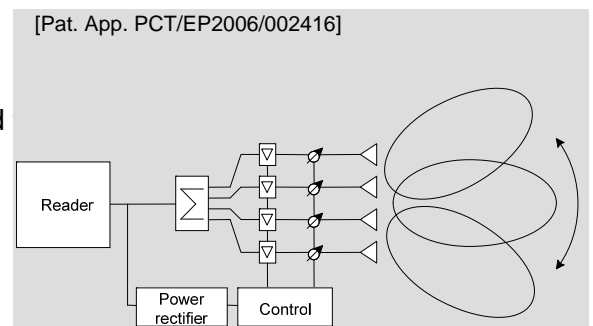 [Pat. App. PCT/EP2006/002416]
Reader
Σ
Power
rectifier
Control